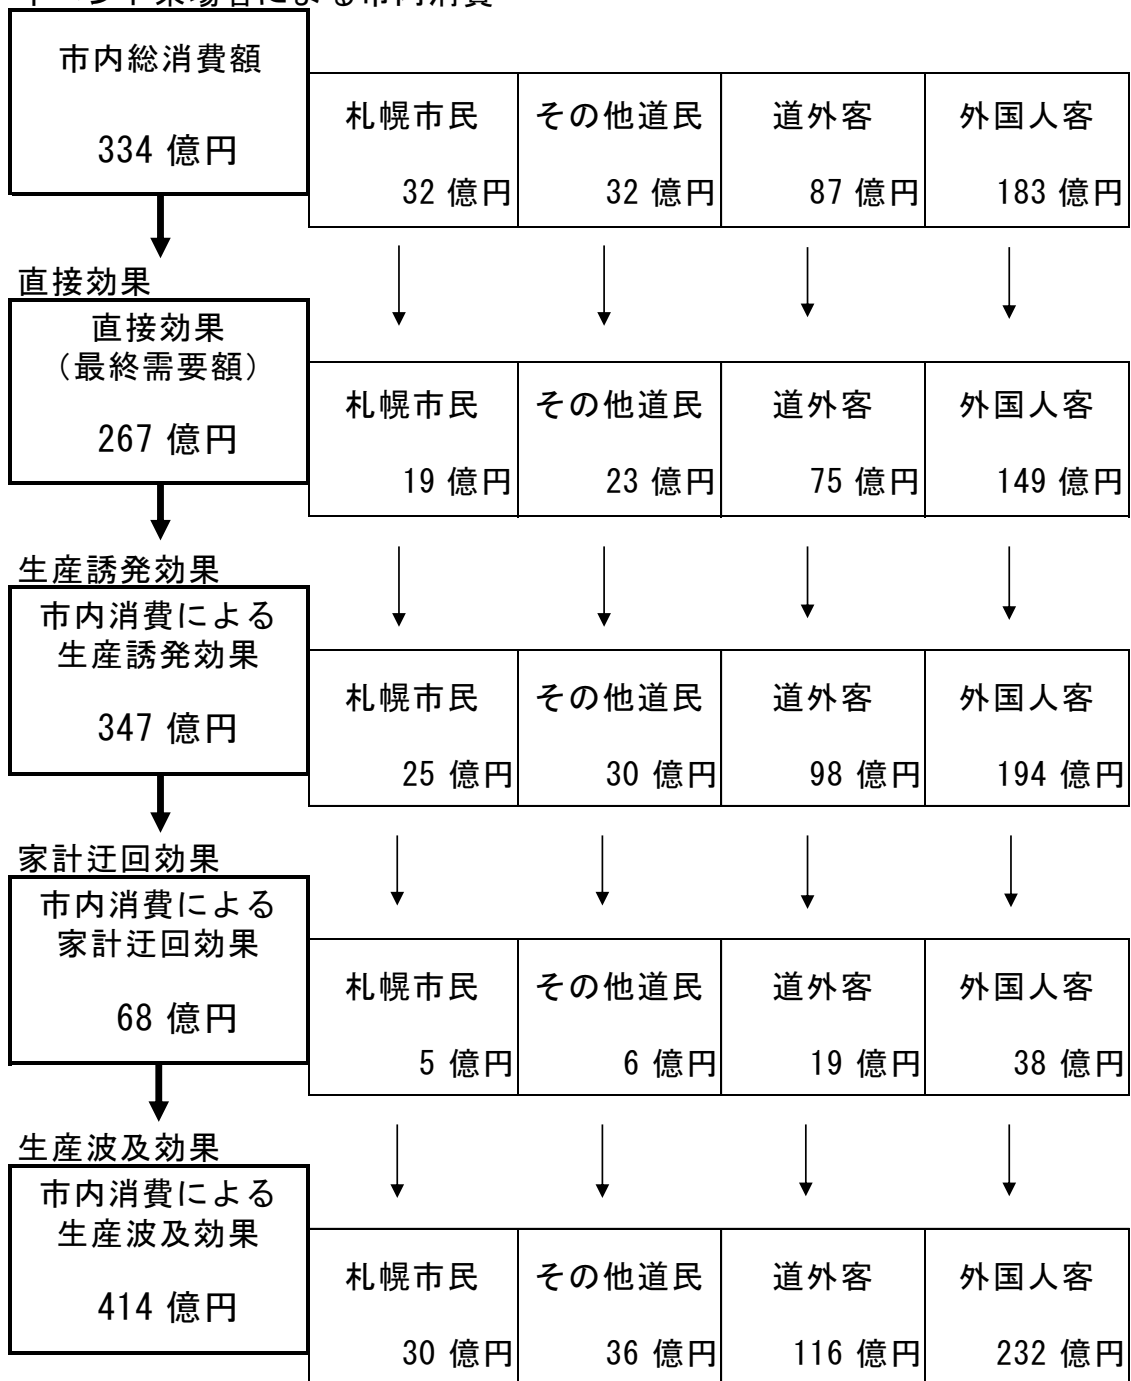 市内総消費額
334 億円
札幌市民 その他道民 道外客 外国人客
32 億円 32 億円 87 億円 183 億円
直接効果
直接効果
（最終需要額）
267 億円
札幌市民 その他道民 道外客 外国人客
19 億円 23 億円 75 億円 149 億円
生産誘発効果
市内消費による
生産誘発効果
347 億円
札幌市民 その他道民 道外客 外国人客
25 億円 30 億円 98 億円 194 億円
家計迂回効果
市内消費による
家計迂回効果
68 億円
札幌市民 その他道民 道外客 外国人客
5 億円 6 億円 19 億円 38 億円
生産波及効果
市内消費による
生産波及効果
414 億円
札幌市民 その他道民 道外客 外国人客
30 億円 36 億円 116 億円 232 億円